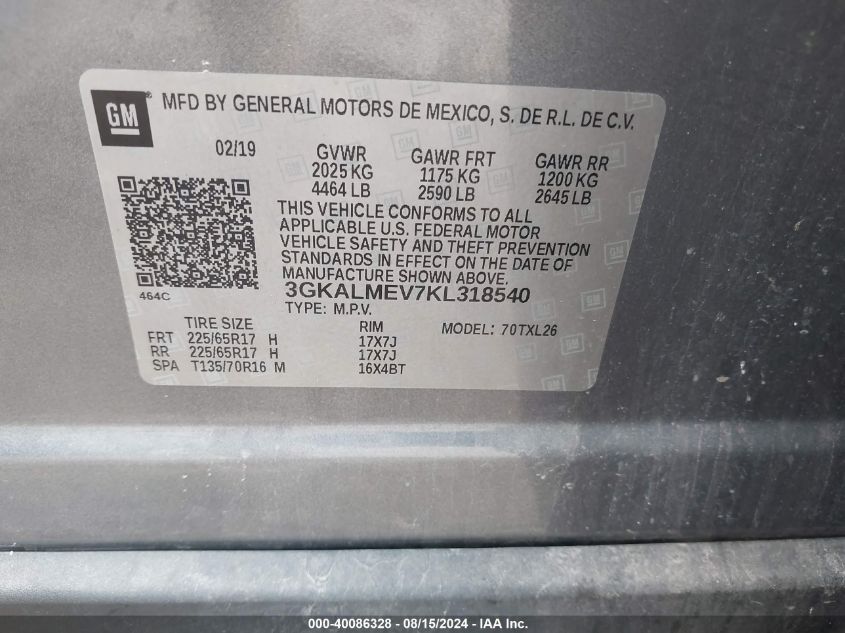 GM
MFD BY GENERAL MOTORS DE MEXICO, S. DE R.L. DE C.V.
02/19 GVWR GAWR FRT GAWR RR
2025 KG 1175 KG 1200 KG
4464 LB 2590 LB 2645 LB
THIS VEHICLE CONFORMS TO ALL
APPLICABLE U.S. FEDERAL MOTOR
VEHICLE SAFETY AND THEFT PREVENTION
STANDARDS IN EFFECT ON THE DATE OF
MANUFACTURE SHOWN ABOVE.
464C 3GKALMEV7KL318540
TYPE: M.P.V.
TIRE SIZE RIM MODEL: 70TXL26
FRT 225/65R17 H 17X7J
RR 225/65R17 H 17X7J
SPA T135/70R16 M 16X4BT
000-40086328 - 08/15/2024 - IAA Inc.